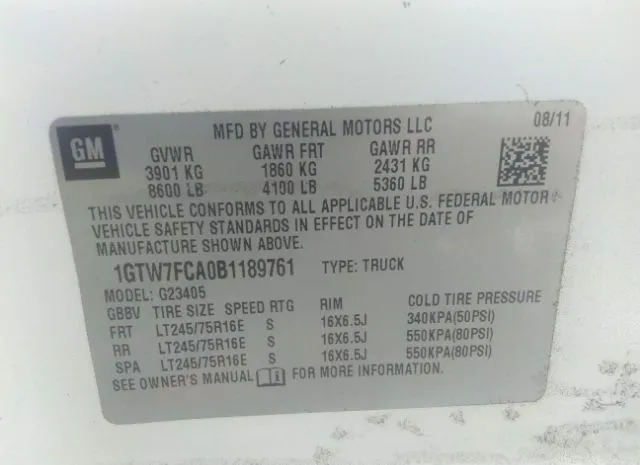 GM
MFD BY GENERAL MOTORS LLC 08/11
GVWR GAWR FRT GAWR RR
3901 KG 1860 KG 2431 KG
8600 LB 4100 LB 5360 LB
THIS VEHICLE CONFORMS TO ALL APPLICABLE U.S. FEDERAL MOTOR
VEHICLE SAFETY STANDARDS IN EFFECT ON THE DATE OF
MANUFACTURE SHOWN ABOVE.
1GTW7FCA0B1189761 TYPE: TRUCK
MODEL: G23405
GBBV TIRE SIZE SPEED RTG RIM COLD TIRE PRESSURE
FRT LT245/75R16E S 16X6.5J 340KPA(50PSI)
RR LT245/75R16E S 16X6.5J 550KPA(80PSI)
SPA LT245/75R16E S 16X6.5J 550KPA(80PSI)
SEE OWNER'S MANUAL FOR MORE INFORMATION.